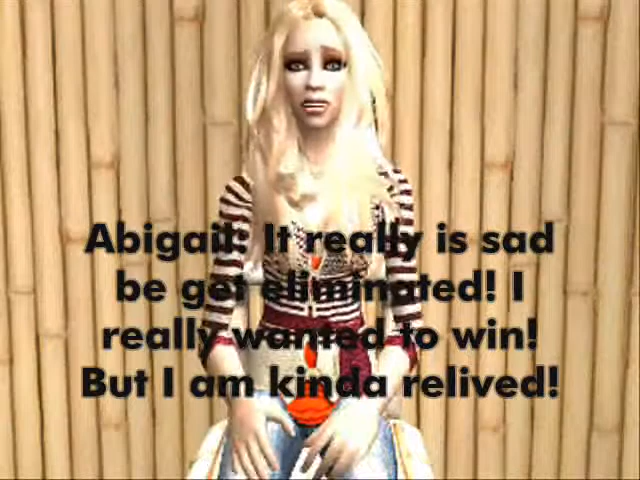 Abigail: It really is sad
be get eliminated! I
really wanted to win!
But I am kinda relived!